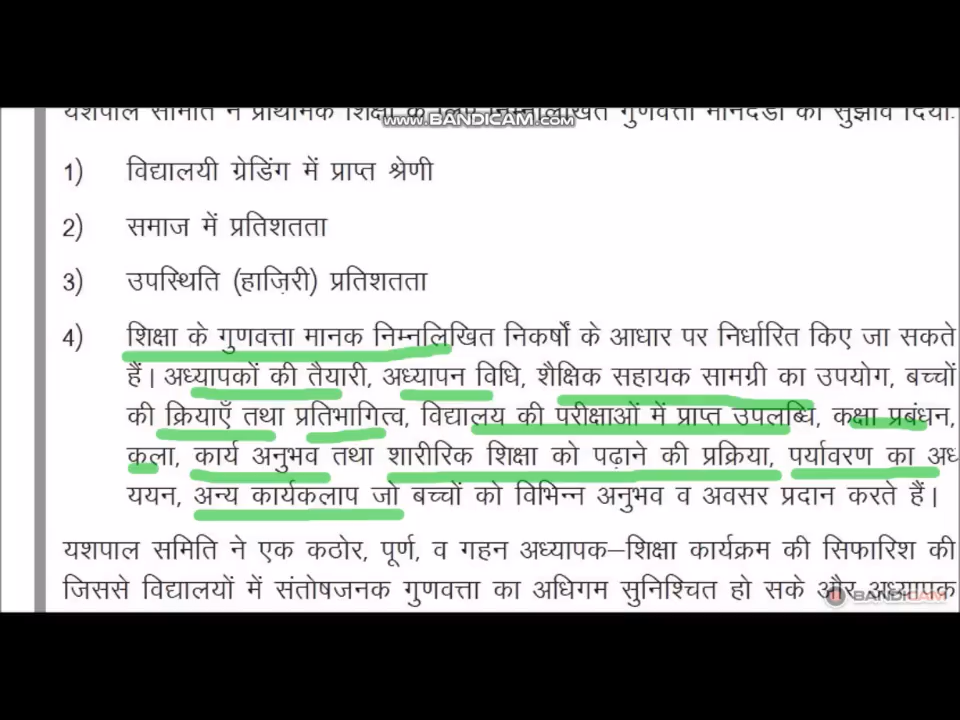 यशपाल समिति ने प्राथमिक शिक्षा के लिए निम्नलिखित गुणवत्ता मानदंडों का सुझाव दिया:
www.BANDICAM.com
1) विद्यालयी ग्रेडिंग में प्राप्त श्रेणी
2) समाज में प्रतिशतता
3) उपस्थिति (हाज़िरी) प्रतिशतता
4) शिक्षा के गुणवत्ता मानक निम्नलिखित निकर्षों के आधार पर निर्धारित किए जा सकते
हैं। अध्यापकों की तैयारी, अध्यापन विधि, शैक्षिक सहायक सामग्री का उपयोग, बच्चों
की क्रियाएँ तथा प्रतिभागित्व, विद्यालय की परीक्षाओं में प्राप्त उपलब्धि, कक्षा प्रबंधन,
कला, कार्य अनुभव तथा शारीरिक शिक्षा को पढ़ाने की प्रक्रिया, पर्यावरण का अध
ययन, अन्य कार्यकलाप जो बच्चों को विभिन्न अनुभव व अवसर प्रदान करते हैं।
यशपाल समिति ने एक कठोर, पूर्ण, व गहन अध्यापक–शिक्षा कार्यक्रम की सिफारिश की
जिससे विद्यालयों में संतोषजनक गुणवत्ता का अधिगम सुनिश्चित हो सके और अध्यापक
BANDICAM